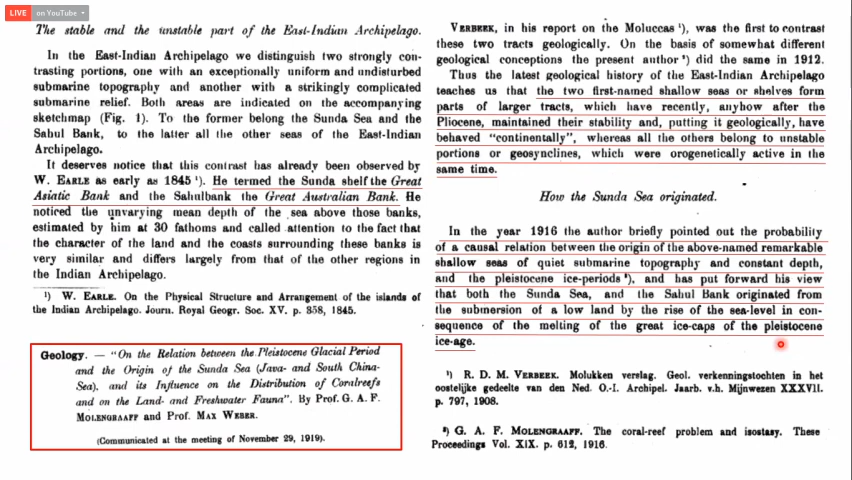 LIVE on YouTube
The stable and the unstable part of the East-Indian Archipelago.
In the East-Indian Archipelago we distinguish two strongly con-
trasting portions, one with an exceptionally uniform and undisturbed
submarine topography and another with a strikingly complicated
submarine relief. Both areas are indicated on the accompanying
sketchmap (Fig. 1). To the former belong the Sunda Sea and the
Sahul Bank, to the latter all the other seas of the East-Indian
Archipelago.
It deserves notice that this contrast has already been observed by
W. EARLE as early as 1845 ¹). He termed the Sunda shelf the Great
Asiatic Bank and the Sahulbank the Great Australian Bank. He
noticed the unvarying mean depth of the sea above those banks,
estimated by him at 30 fathoms and called attention to the fact that
the character of the land and the coasts surrounding these banks is
very similar and differs largely from that of the other regions in
the Indian Archipelago.
¹) W. EARLE. On the Physical Structure and Arrangement of the islands of
the Indian Archipelago. Journ. Royal Geogr. Soc. XV. p. 358, 1845.
Geology. — "On the Relation between the Pleistocene Glacial Period
and the Origin of the Sunda Sea (Java- and South China-
Sea), and its Influence on the Distribution of Coralreefs
and on the Land- and Freshwater Fauna". By Prof. G. A. F.
MOLENGRAAFF and Prof. MAX WEBER.
(Communicated at the meeting of November 29, 1919).
VERBEEK, in his report on the Moluccas ¹), was the first to contrast
these two tracts geologically. On the basis of somewhat different
geological conceptions the present author ²) did the same in 1912.
Thus the latest geological history of the East-Indian Archipelago
teaches us that the two first-named shallow seas or shelves form
parts of larger tracts, which have recently, anyhow after the
Pliocene, maintained their stability and, putting it geologically, have
behaved "continentally", whereas all the others belong to unstable
portions or geosynclines, which were orogenetically active in the
same time.
How the Sunda Sea originated.
In the year 1916 the author briefly pointed out the probability
of a causal relation between the origin of the above-named remarkable
shallow seas of quiet submarine topography and constant depth,
and the pleistocene ice-periods ²), and has put forward his view
that both the Sunda Sea, and the Sahul Bank originated from
the submersion of a low land by the rise of the sea-level in con-
sequence of the melting of the great ice-caps of the pleistocene
ice-age.
¹) R. D. M. VERBEEK. Molukken verslag. Geol. verkenningstochten in het
oostelijke gedeelte van den Ned. O.-I. Archipel. Jaarb. v.h. Mijnwezen XXXVII.
p. 797, 1908.
²) G. A. F. MOLENGRAAFF. The coral-reef problem and isostasy. These
Proceedings Vol. XIX. p. 612, 1916.